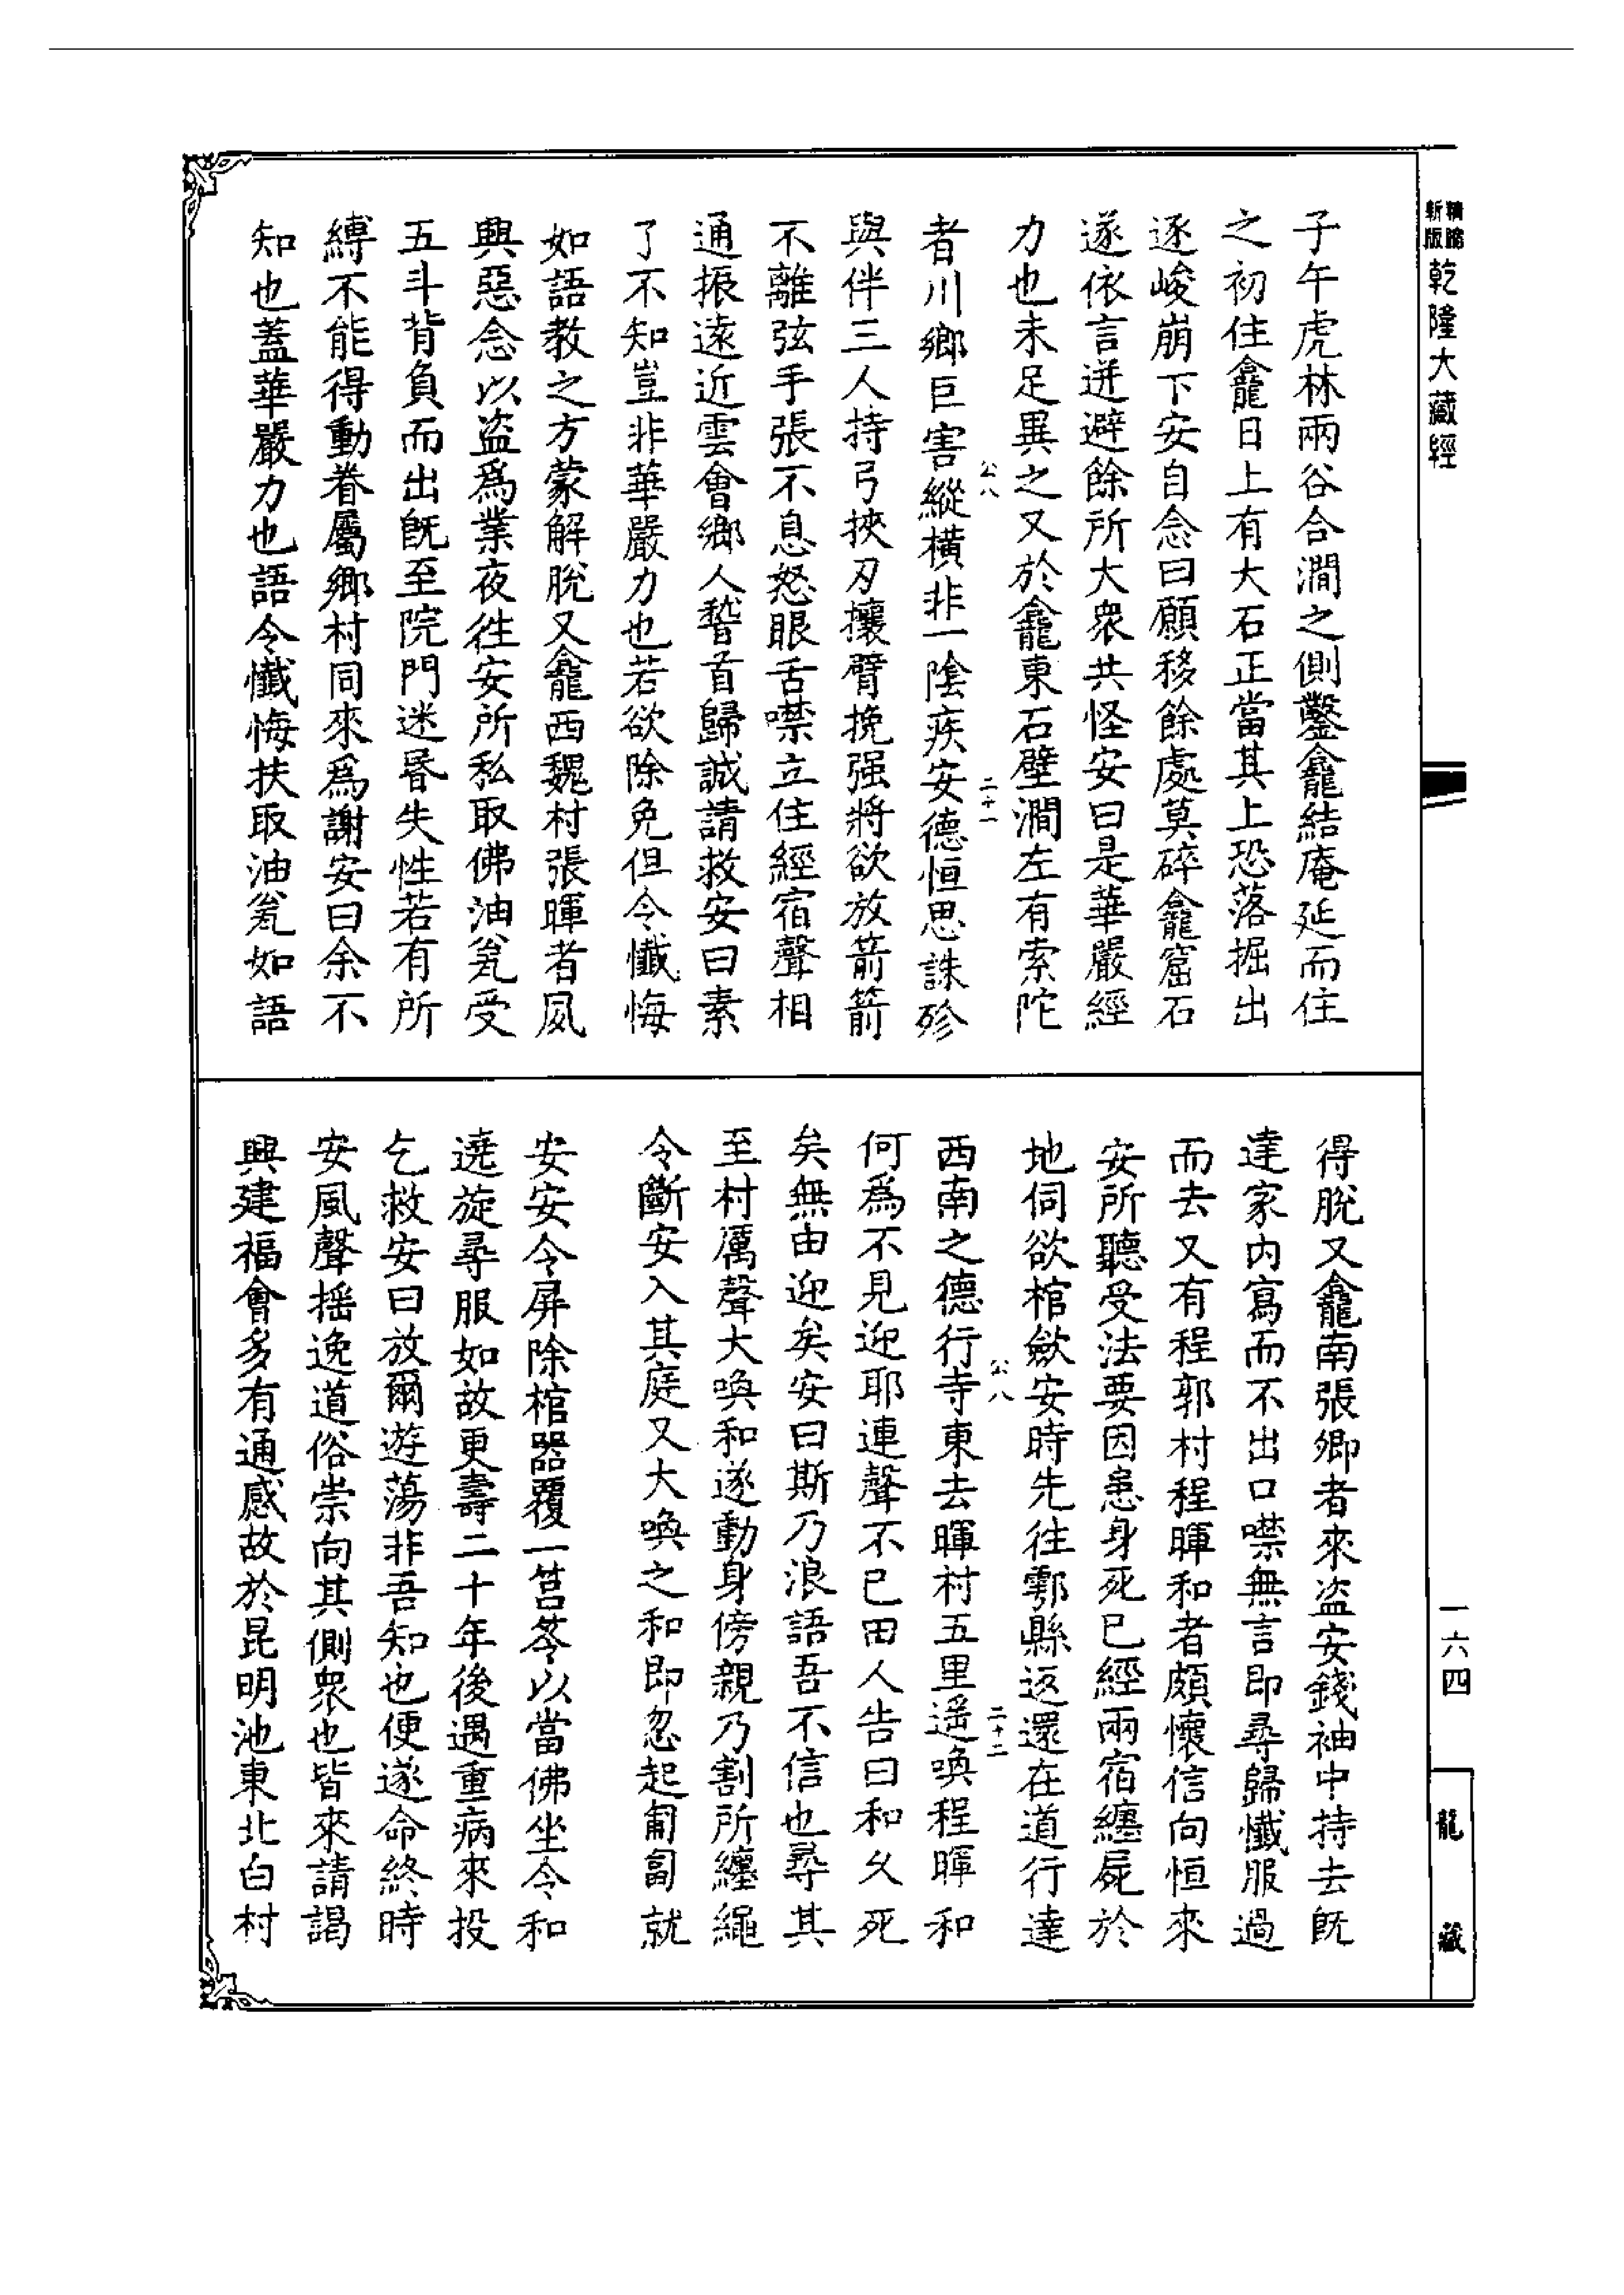 精縮
新版
乾隆大藏經
子午虎林兩谷合澗之側鑿龕結庵延而住
之初住龕日上有大石正當其上恐落掘出
逐峻崩下安自念曰願移餘處莫碎龕窟石
遂依言迸避餘所大衆共怪安曰是華嚴經
力也未足異之又於龕東石壁澗左有索陀
公八
二十一
者川鄉巨害縱橫非一陰疾安德恒思誅殄
與伴三人持弓挾刃攘臂挽强將欲放箭箭
不離弦手張不息怒眼舌噤立住經宿聲相
通振遠近雲會鄉人稽首歸誠請救安曰素
了不知豈非華嚴力也若欲除免但令懺悔
如語教之方蒙解脫又龕西魏村張暉者夙
興惡念以盜爲業夜徃安所私取佛油瓮受
五斗背負而出旣至院門迷昬失性若有所
縛不能得動眷屬鄉村同來爲謝安曰余不
知也蓋華嚴力也語令懺悔扶取油瓮如語
得脫又龕南張卿者來盜安錢袖中持去旣
達家內寫而不出口噤無言即尋歸懺服過
而去又有程郭村程暉和者頗懷信向恒來
安所聽受法要因患身死已經兩宿纏屍於
地伺欲棺歛安時先往鄠縣返還在道行達
公八
二十二
西南之德行寺東去暉村五里遥喚程暉和
何爲不見迎耶連聲不已田人告曰和久死
矣無由迎矣安曰斯乃浪語吾不信也尋其
至村厲聲大喚和遂動身傍親乃割所纏繩
令斷安入其庭又大喚之和即忽起匍匐就
安安令屏除棺器覆一筥筌以當佛坐令和
遶旋尋服如故更壽二十年後遇重病來投
乞救安曰放爾遊蕩非吾知也便遂命終時
安風聲摇逸道俗崇向其側衆也皆來請謁
興建福會多有通感故於昆明池東北白村
一六四
龍藏